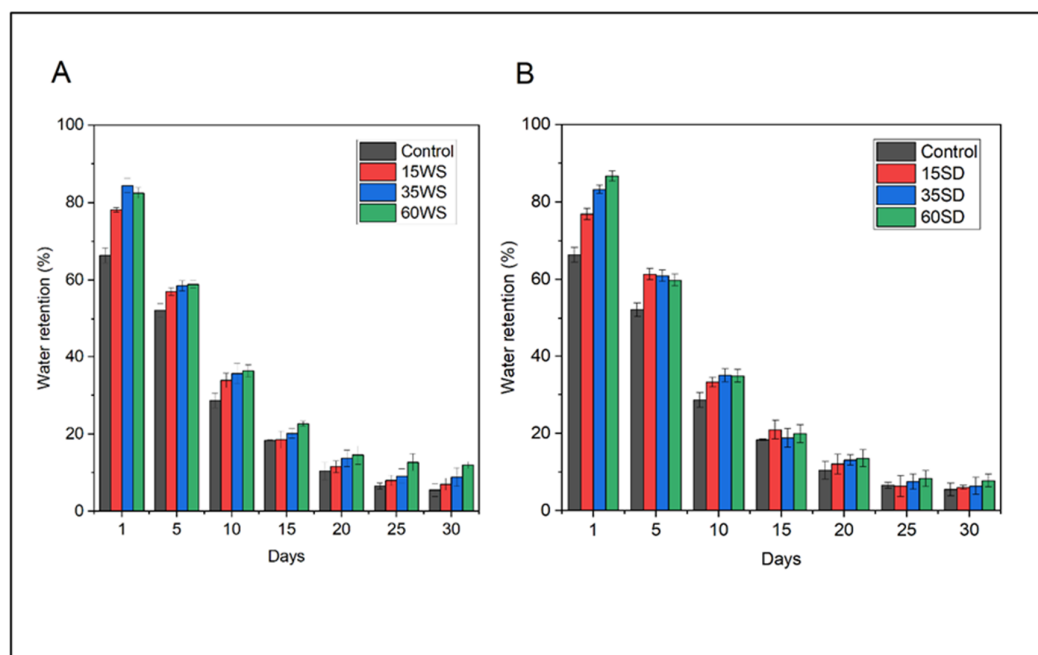 A
B
100
80
60
40
20
0
Water retention (%)
Control
15WS
35WS
60WS
1 5 10 15 20 25 30
Days
100
80
60
40
20
0
Water retention (%)
Control
15SD
35SD
60SD
1 5 10 15 20 25 30
Days